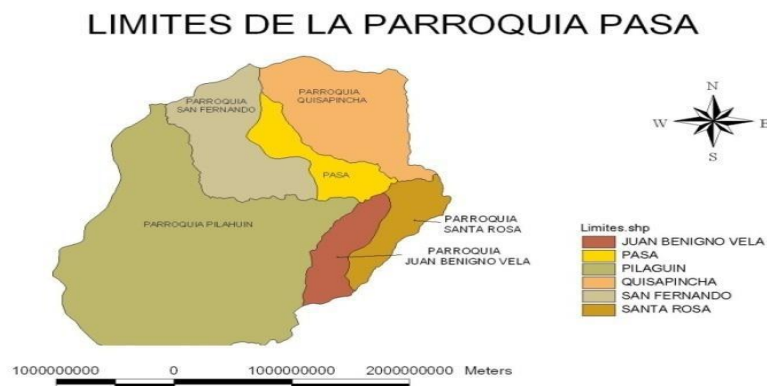 LIMITES DE LA PARROQUIA PASA
PARROQUIA
SAN FERNANDO
PARROQUIA
QUISAPINCHA
PASA
PARROQUIA PILAHUIN
PARROQUIA
SANTA ROSA
PARROQUIA
JUAN BENIGNO VELA
N
W
E
S
Limites.shp
JUAN BENIGNO VELA
PASA
PILAGUIN
QUISAPINCHA
SAN FERNANDO
SANTA ROSA
1000000000 0 1000000000 2000000000 Meters